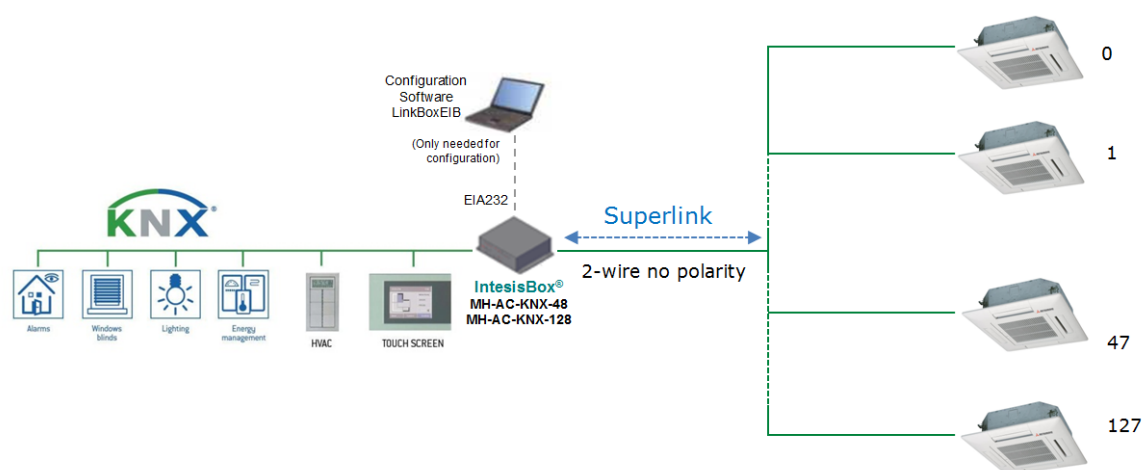 0
Configuration
Software
LinkBoxEIB
(Only needed for
configuration)
1
EIA232
KNX®
Superlink
2-wire no polarity
IntesisBox®
MH-AC-KNX-48
MH-AC-KNX-128
Alarms
Windows
blinds
Lighting
Energy
management
HVAC
TOUCH SCREEN
47
127